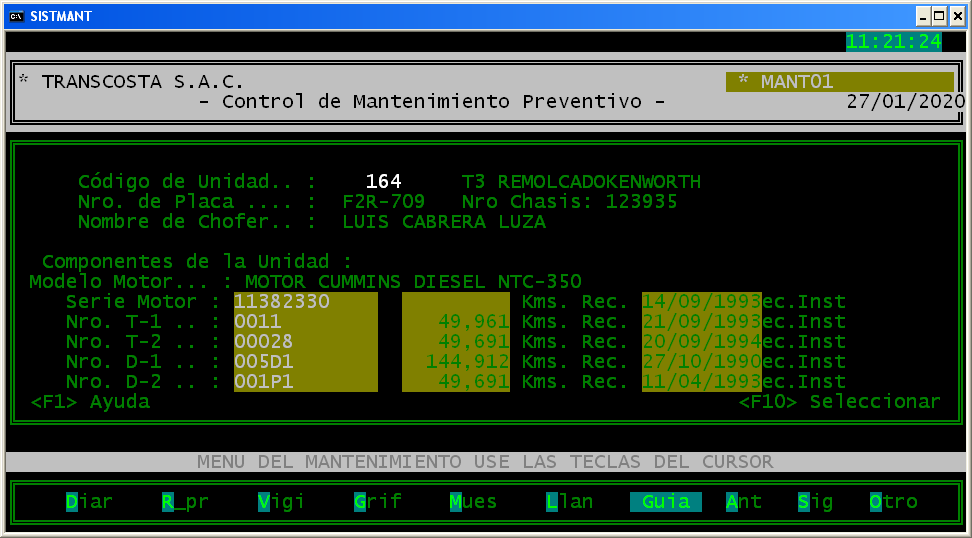 SISTMANT
11:21:24
* TRANSCOSTA S.A.C. * MANT01
- Control de Mantenimiento Preventivo - 27/01/2020
Código de Unidad.. : 164 T3 REMOLCADOKENWORTH
Nro. de Placa .... : F2R-709 Nro Chasis: 123935
Nombre de Chofer.. : LUIS CABRERA LUZA
Componentes de la Unidad :
Modelo Motor... : MOTOR CUMMINS DIESEL NTC-350
Serie Motor : 11382330 Kms. Rec. 14/09/1993ec.Inst
Nro. T-1 .. : 0011 49,961 Kms. Rec. 21/09/1993ec.Inst
Nro. T-2 .. : 00028 49,691 Kms. Rec. 20/09/1994ec.Inst
Nro. D-1 .. : 005D1 144,912 Kms. Rec. 27/10/1990ec.Inst
Nro. D-2 .. : 001P1 49,691 Kms. Rec. 11/04/1993ec.Inst
<F1> Ayuda <F10> Seleccionar
MENU DEL MANTENIMIENTO USE LAS TECLAS DEL CURSOR
Diar R_pr Vigi Grif Mues Llan Guia Ant Sig Otro